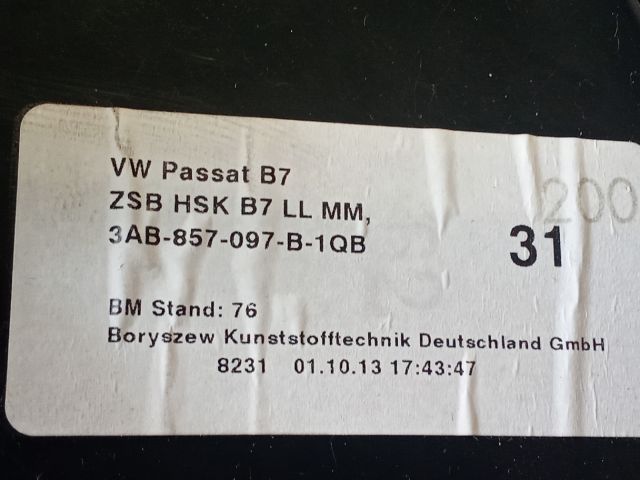 VW Passat B7
ZSB HSK B7 LL MM,
3AB-857-097-B-1QB
200
31
BM Stand: 76
Boryszew Kunststofftechnik Deutschland GmbH
8231 01.10.13 17:43:47